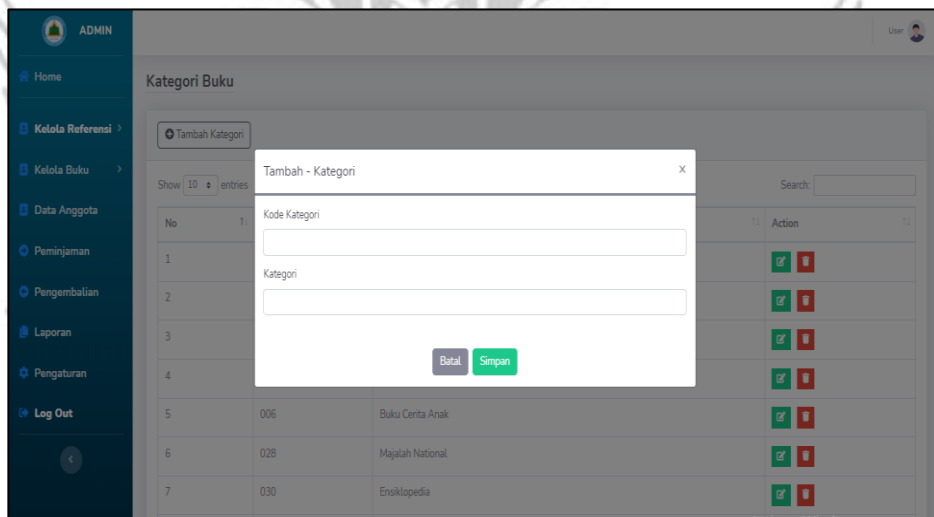 ADMIN
User
Home
Kategori Buku
Kelola Referensi
Tambah Kategori
Kelola Buku
Tambah - Kategori
X
Show 10 entries
Search:
Data Anggota
Kode Kategori
No
Action
Peminjaman
1
Kategori
Pengembalian
2
Laporan
3
Batal
Simpan
Pengaturan
4
Log Out
5 006 Buku Cerita Anak
6 028 Majalah National
7 030 Ensiklopedia